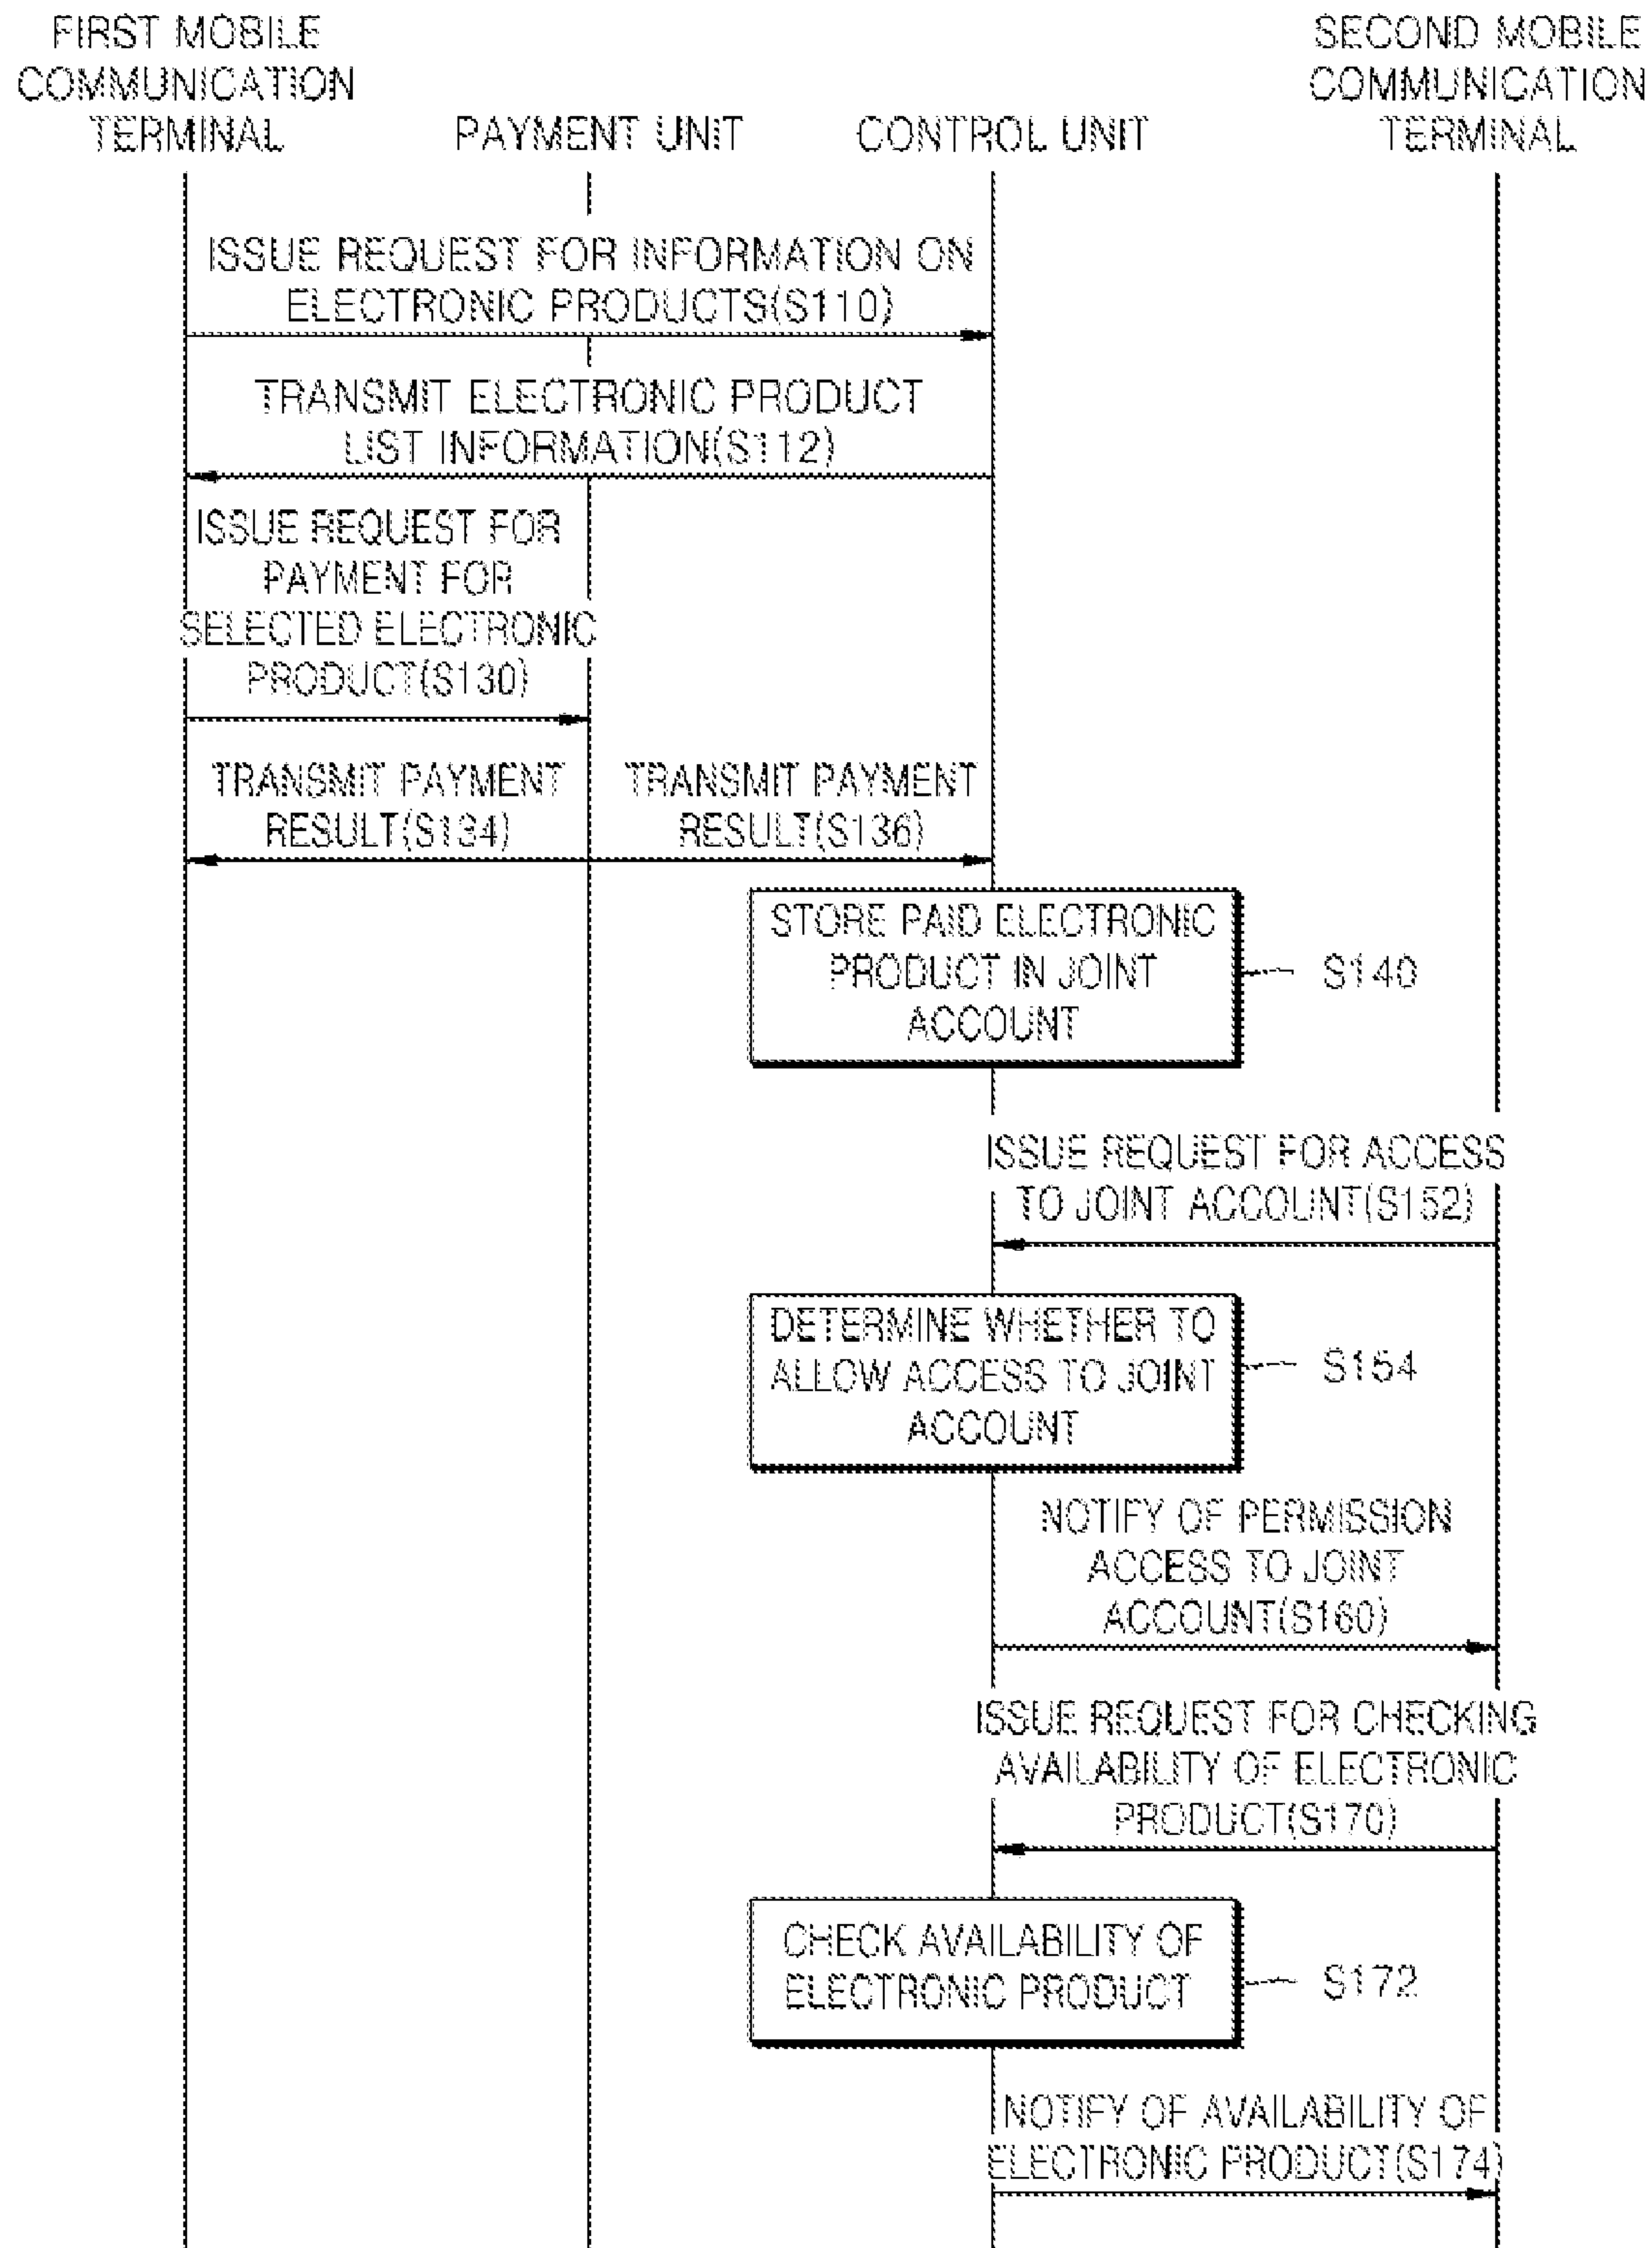 FIRST MOBILE
COMMUNICATION
TERMINAL
PAYMENT UNIT
CONTROL UNIT
SECOND MOBILE
COMMUNICATION
TERMINAL
ISSUE REQUEST FOR INFORMATION ON
ELECTRONIC PRODUCTS(S110)
TRANSMIT ELECTRONIC PRODUCT
LIST INFORMATION(S112)
ISSUE REQUEST FOR
PAYMENT FOR
SELECTED ELECTRONIC
PRODUCT(S130)
TRANSMIT PAYMENT
RESULT(S134)
TRANSMIT PAYMENT
RESULT(S136)
STORE PAID ELECTRONIC
PRODUCT IN JOINT
ACCOUNT
S140
ISSUE REQUEST FOR ACCESS
TO JOINT ACCOUNT(S152)
DETERMINE WHETHER TO
ALLOW ACCESS TO JOINT
ACCOUNT
S154
NOTIFY OF PERMISSION
ACCESS TO JOINT
ACCOUNT(S160)
ISSUE REQUEST FOR CHECKING
AVAILABILITY OF ELECTRONIC
PRODUCT(S170)
CHECK AVAILABILITY OF
ELECTRONIC PRODUCT
S172
NOTIFY OF AVAILABILITY OF
ELECTRONIC PRODUCT(S174)